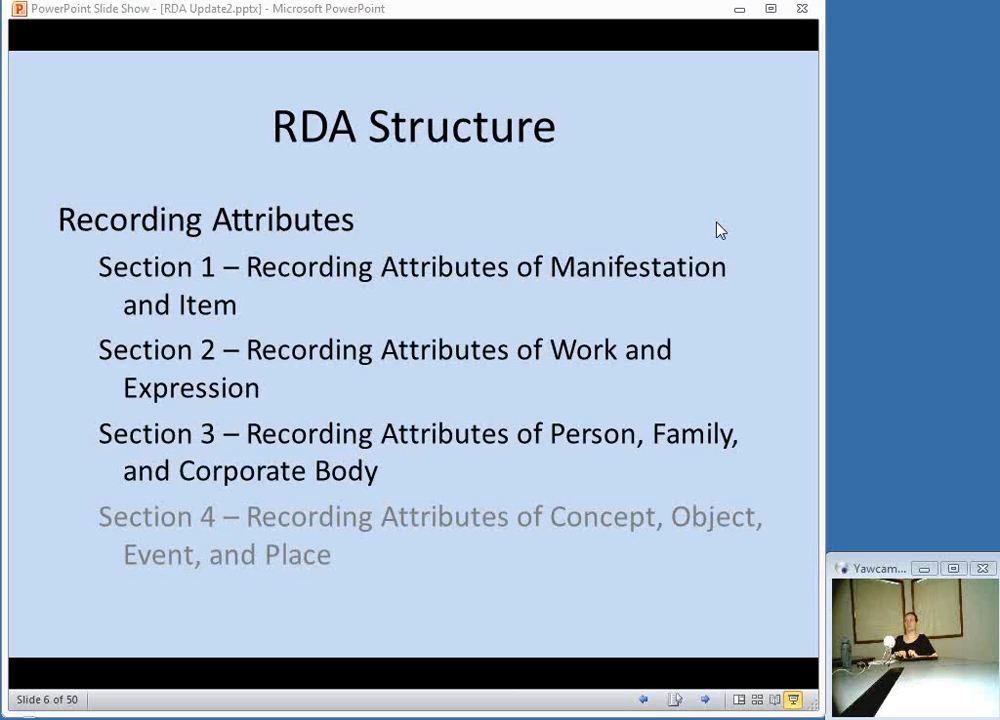 PowerPoint Slide Show - [RDA Update2.pptx] - Microsoft PowerPoint
RDA Structure
Recording Attributes
Section 1 – Recording Attributes of Manifestation
and Item
Section 2 – Recording Attributes of Work and
Expression
Section 3 – Recording Attributes of Person, Family,
and Corporate Body
Section 4 – Recording Attributes of Concept, Object,
Event, and Place
Yawcam...
Slide 6 of 50